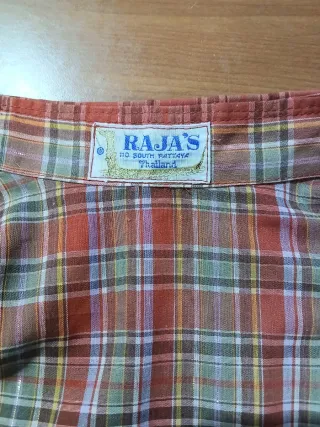 RAJA'S
110 SOUTH PATTAYA
Thailand
®